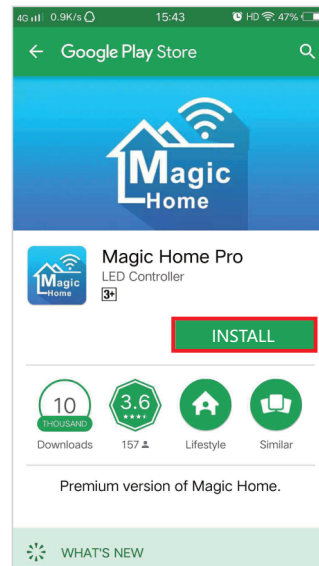 4G 0.9K/s 15:43 HD 47%
Google Play Store
Magic
Home
Magic Home Pro
Magic
Home
LED Controller
3+
INSTALL
10
THOUSAND
3.6
Downloads
157
Lifestyle
Similar
Premium version of Magic Home.
WHAT'S NEW